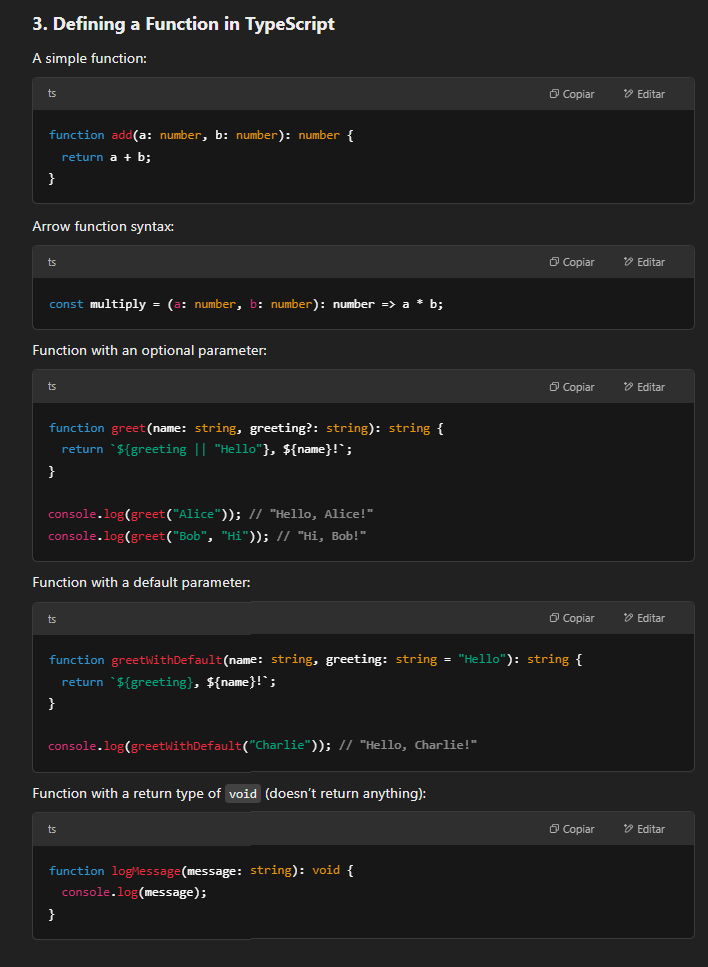 3. Defining a Function in TypeScript
A simple function:
ts Copiar Editar
function add(a: number, b: number): number {
  return a + b;
}
Arrow function syntax:
ts Copiar Editar
const multiply = (a: number, b: number): number => a * b;
Function with an optional parameter:
ts Copiar Editar
function greet(name: string, greeting?: string): string {
  return `${greeting || "Hello"}, ${name}!`;
}
console.log(greet("Alice")); // "Hello, Alice!"
console.log(greet("Bob", "Hi")); // "Hi, Bob!"
Function with a default parameter:
ts Copiar Editar
function greetWithDefault(name: string, greeting: string = "Hello"): string {
  return `${greeting}, ${name}!`;
}
console.log(greetWithDefault("Charlie")); // "Hello, Charlie!"
Function with a return type of void (doesn’t return anything):
ts Copiar Editar
function logMessage(message: string): void {
  console.log(message);
}